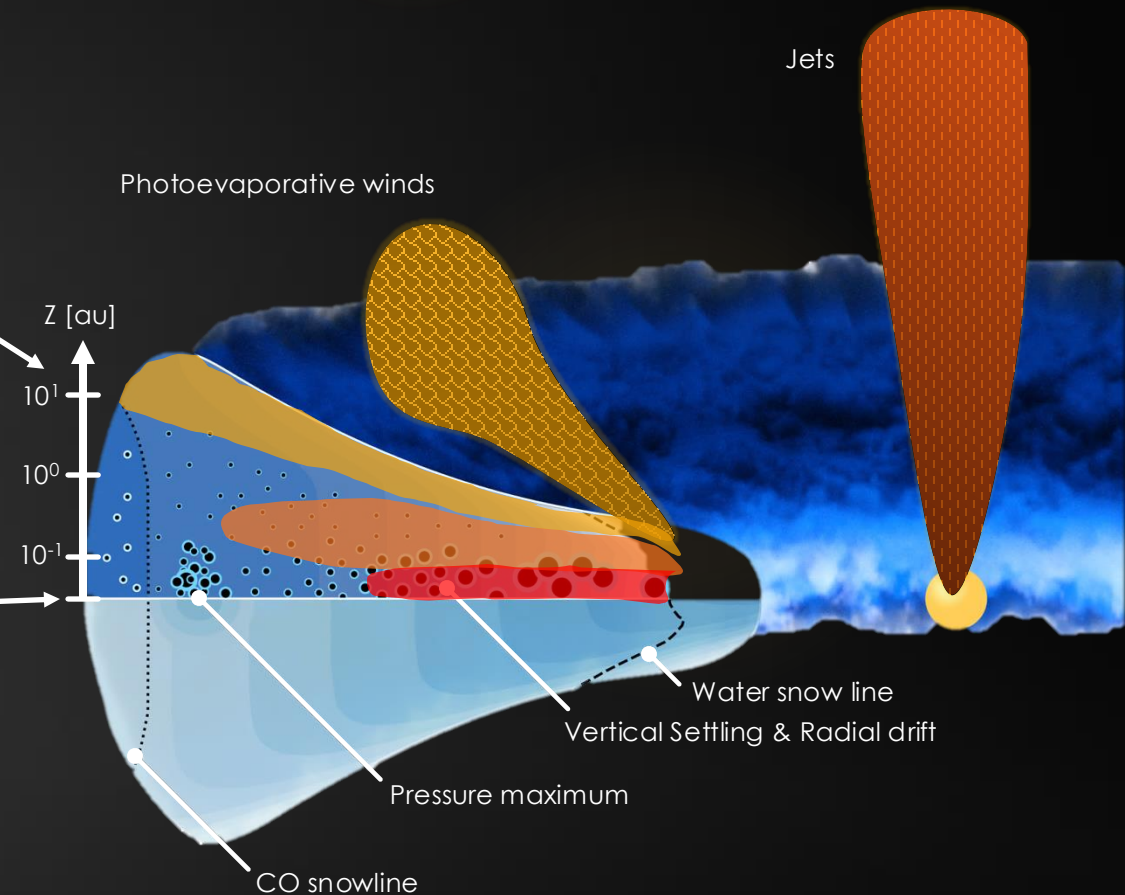 Jets
Photoevaporative winds
Z [au]
10¹
10⁰
10⁻¹
Water snow line
Vertical Settling & Radial drift
Pressure maximum
CO snowline